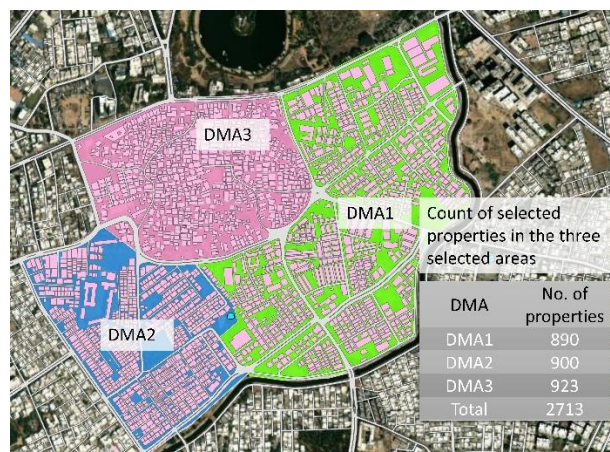 DMA3
DMA1
DMA2
Count of selected
properties in the three
selected areas
DMA No. of
properties
DMA1 890
DMA2 900
DMA3 923
Total 2713